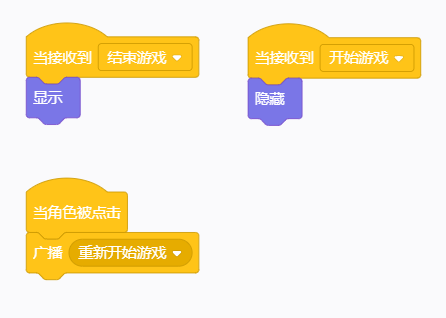 当接收到 结束游戏
显示
当接收到 开始游戏
隐藏
当角色被点击
广播 重新开始游戏